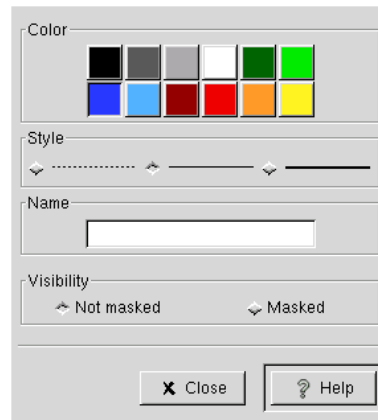 Color
Style
Name
Visibility
Not masked
Masked
Close
Help